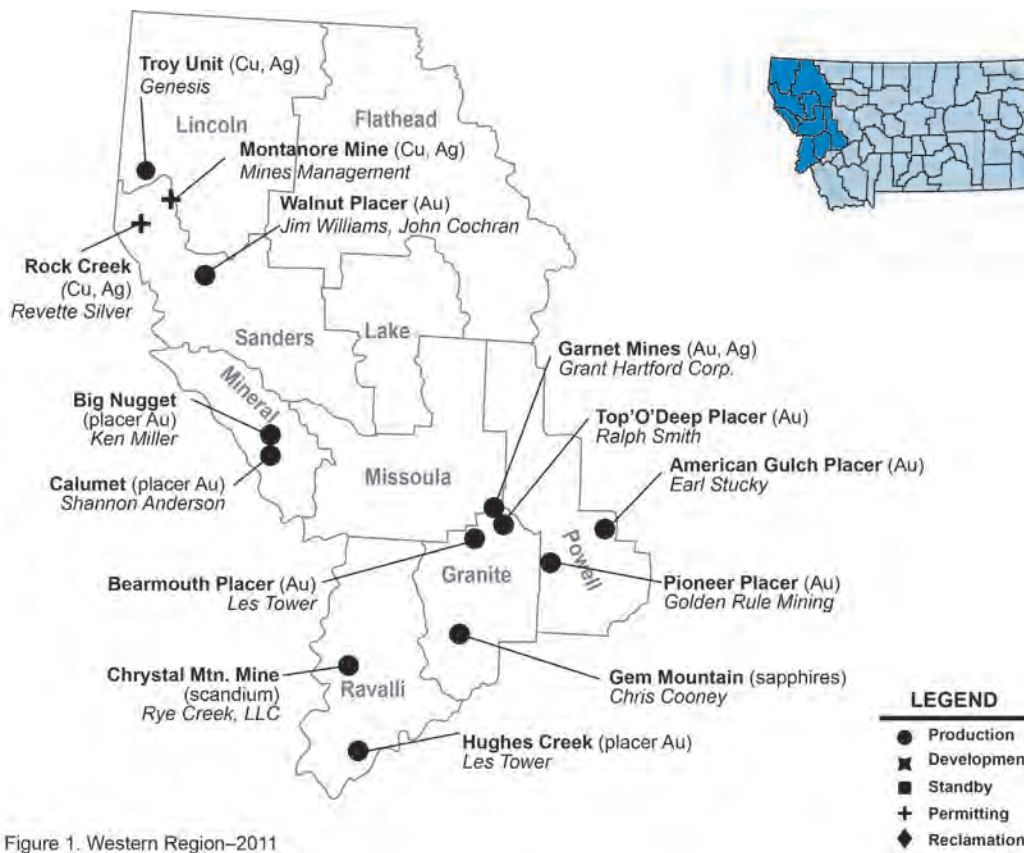 Troy Unit (Cu, Ag)
Genesis
Lincoln
Flathead
Montanore Mine (Cu, Ag)
Mines Management
Walnut Placer (Au)
Jim Williams, John Cochran
Rock Creek
(Cu, Ag)
Revette Silver
Sanders
Lake
Garnet Mines (Au, Ag)
Grant Hartford Corp.
Mineral
Big Nugget
(placer Au)
Ken Miller
Top'O'Deep Placer (Au)
Ralph Smith
Missoula
American Gulch Placer (Au)
Earl Stucky
Calumet (placer Au)
Shannon Anderson
Powell
Granite
Bearmouth Placer (Au)
Les Tower
Pioneer Placer (Au)
Golden Rule Mining
Chrystal Mtn. Mine
(scandium)
Rye Creek, LLC
Ravalli
Gem Mountain (sapphires)
Chris Cooney
Hughes Creek (placer Au)
Les Tower
LEGEND
Production
Developmen
Standby
Permitting
Reclamation
Figure 1. Western Region–2011